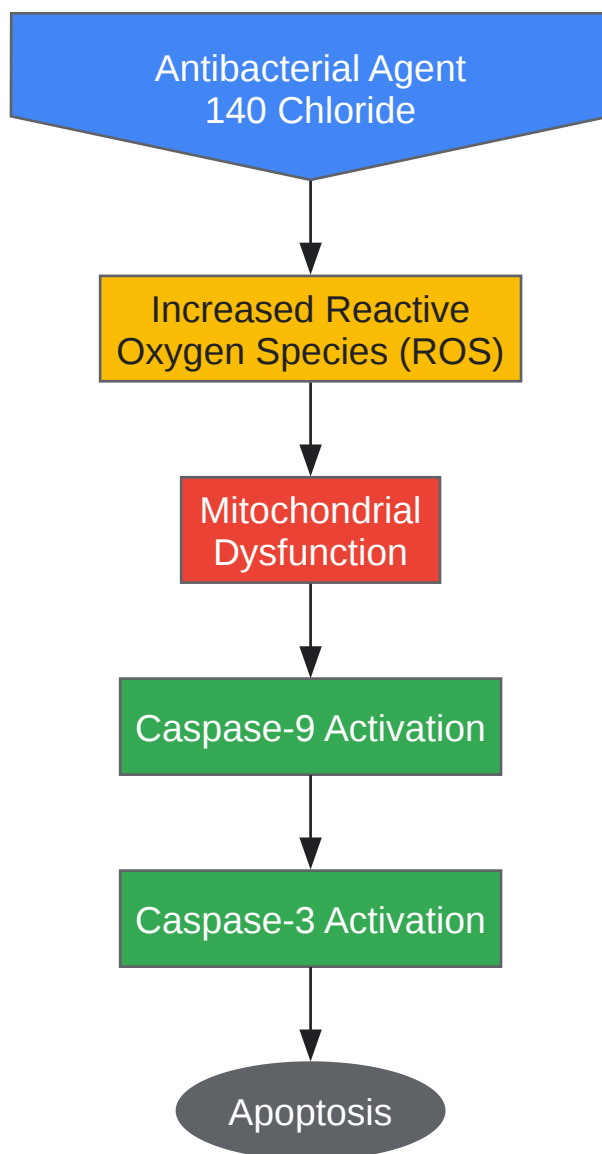 Antibacterial Agent
140 Chloride
Increased Reactive
Oxygen Species (ROS)
Mitochondrial
Dysfunction
Caspase-9 Activation
Caspase-3 Activation
Apoptosis